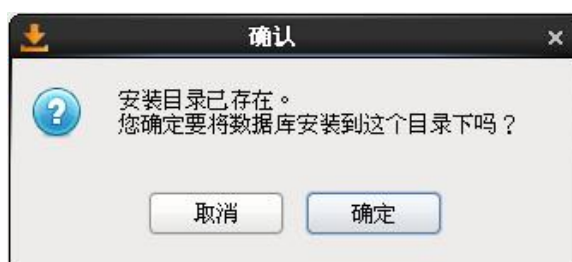 确认
安装目录已存在。
您确定要将数据库安装到这个目录下吗？
取消
确定